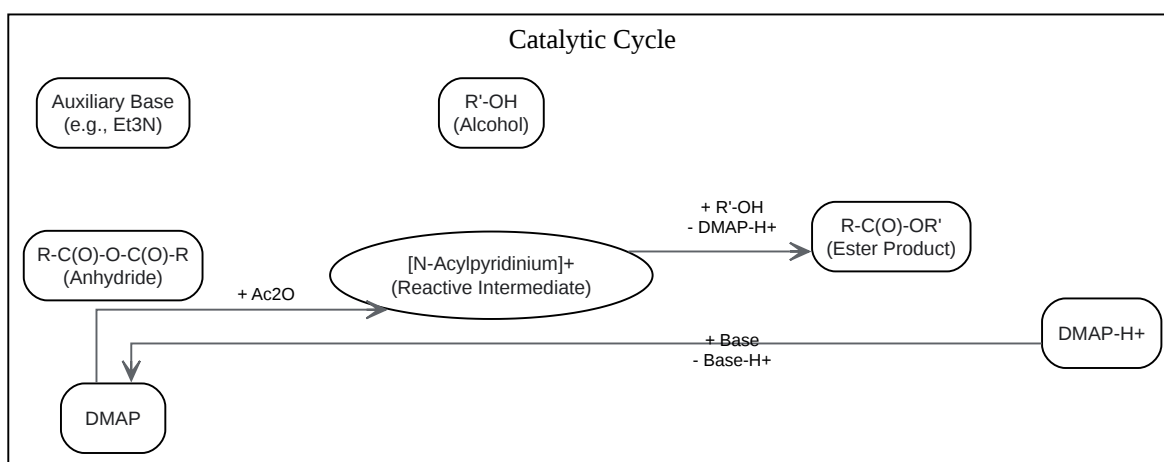 Catalytic Cycle
Auxiliary Base
(e.g., Et3N)
R'-OH
(Alcohol)
+ R'-OH
- DMAP-H+
R-C(O)-OR'
(Ester Product)
R-C(O)-O-C(O)-R
(Anhydride)
[N-Acylpyridinium]+
(Reactive Intermediate)
+ Ac2O
+ Base
- Base-H+
DMAP-H+
DMAP